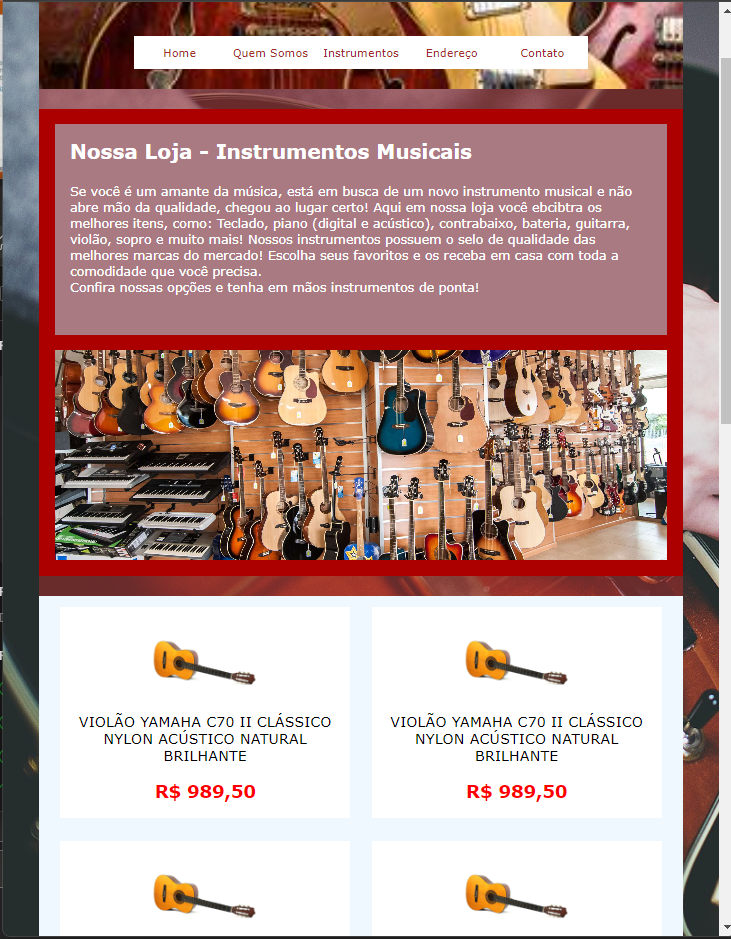 Home Quem Somos Instrumentos Endereço Contato
Nossa Loja - Instrumentos Musicais
Se você é um amante da música, está em busca de um novo instrumento musical e não
abre mão da qualidade, chegou ao lugar certo! Aqui em nossa loja você ebcibtra os
melhores itens, como: Teclado, piano (digital e acústico), contrabaixo, bateria, guitarra,
violão, sopro e muito mais! Nossos instrumentos possuem o selo de qualidade das
melhores marcas do mercado! Escolha seus favoritos e os receba em casa com toda a
comodidade que você precisa.
Confira nossas opções e tenha em mãos instrumentos de ponta!
VIOLÃO YAMAHA C70 II CLÁSSICO
NYLON ACÚSTICO NATURAL
BRILHANTE
R$ 989,50
VIOLÃO YAMAHA C70 II CLÁSSICO
NYLON ACÚSTICO NATURAL
BRILHANTE
R$ 989,50